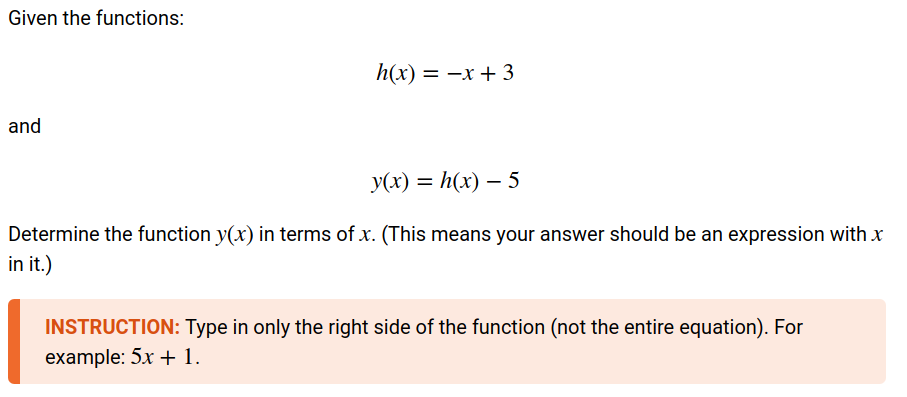 Given the functions:
h(x) = −x + 3
and
y(x) = h(x) − 5
Determine the function y(x) in terms of x. (This means your answer should be an expression with x
in it.)
INSTRUCTION: Type in only the right side of the function (not the entire equation). For
example: 5x + 1.